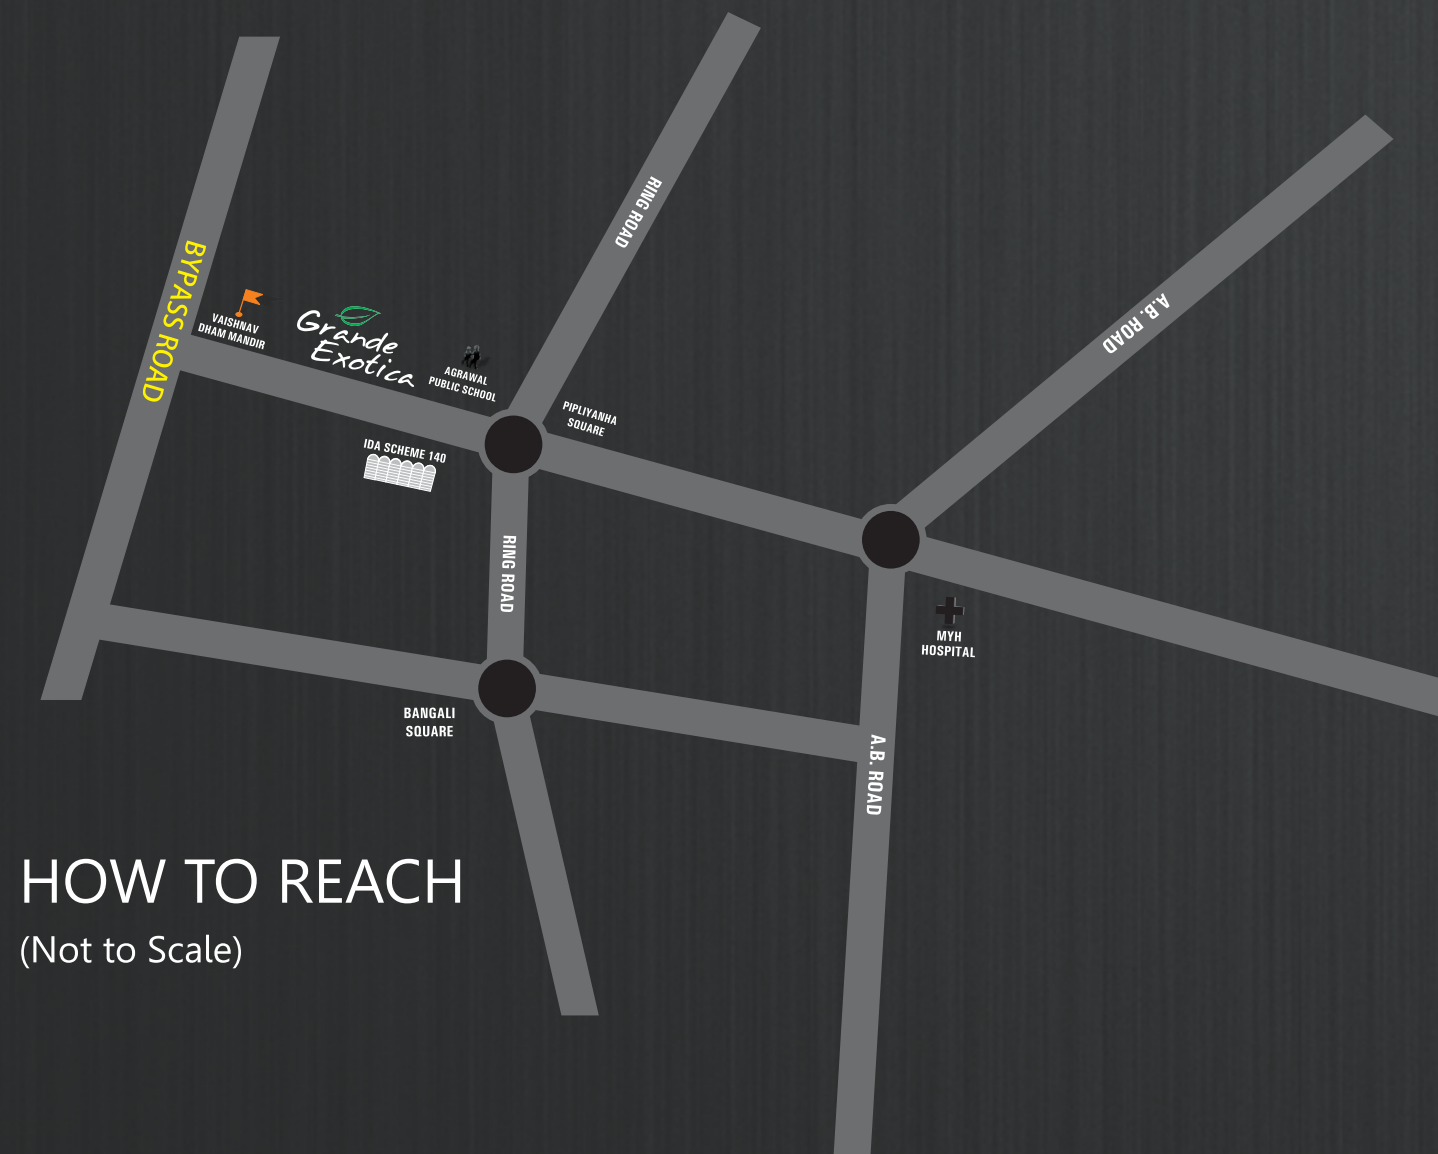 RING ROAD
BYPASS ROAD
VAISHNAV
DHAM MANDIR
Grande
Exotica
AGRAWAL
PUBLIC SCHOOL
A.B. ROAD
PIPLIYANHA
SQUARE
IDA SCHEME 140
RING ROAD
MYH
HOSPITAL
BANGALI
SQUARE
A.B. ROAD
HOW TO REACH
(Not to Scale)